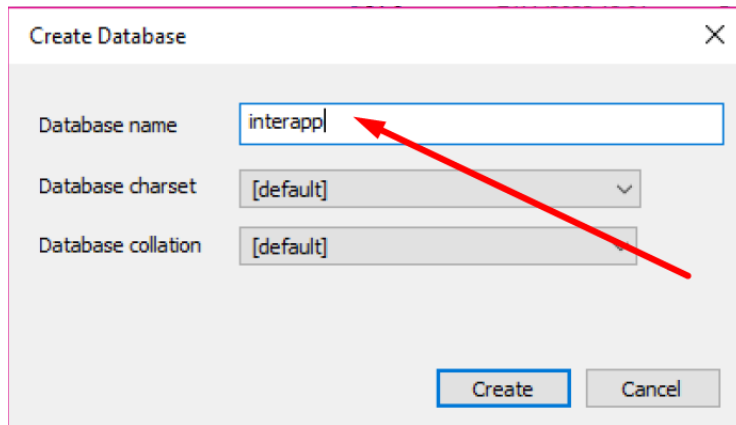 Create Database
Database name interapp
Database charset [default]
Database collation [default]
Create Cancel